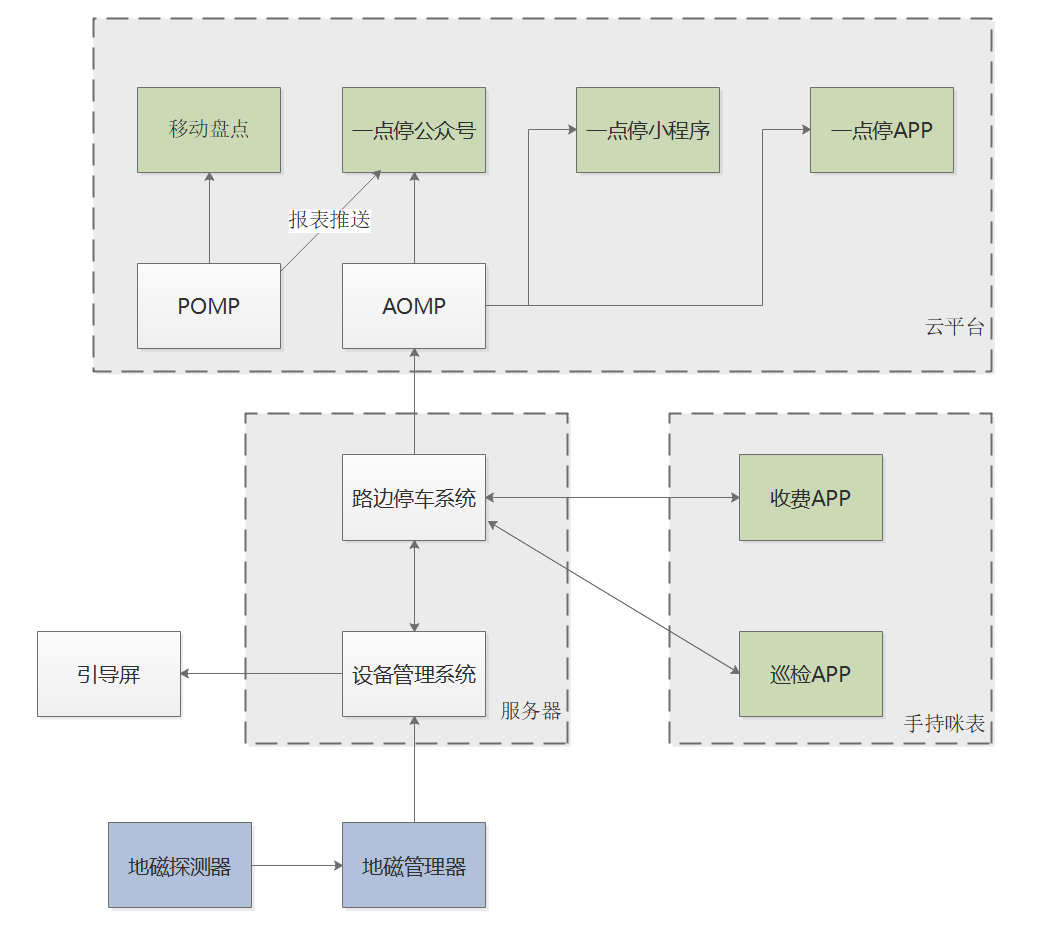 移动盘点
一点停公众号
一点停小程序
一点停APP
报表推送
POMP
AOMP
云平台
路边停车系统
收费APP
引导屏
设备管理系统
巡检APP
服务器
手持咪表
地磁探测器
地磁管理器